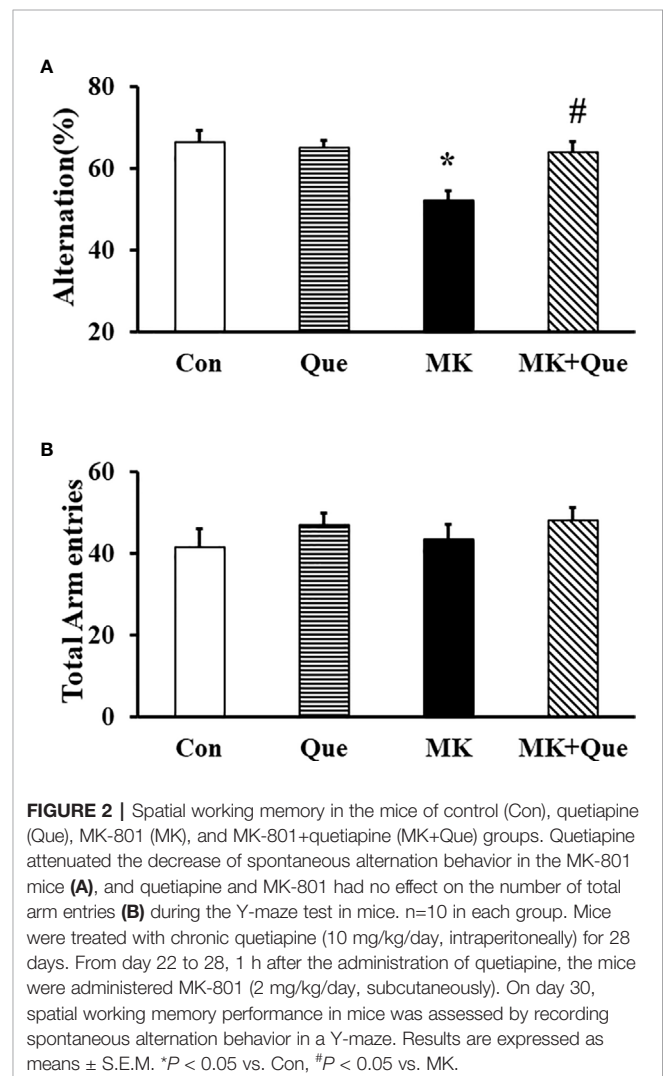 A
80
60
40
20
Alternation(%)
*
#
Con Que MK MK+Que
B
60
40
20
0
Total Arm entries
Con Que MK MK+Que
FIGURE 2 | Spatial working memory in the mice of control (Con), quetiapine
(Que), MK-801 (MK), and MK-801+quetiapine (MK+Que) groups. Quetiapine
attenuated the decrease of spontaneous alternation behavior in the MK-801
mice (A), and quetiapine and MK-801 had no effect on the number of total
arm entries (B) during the Y-maze test in mice. n=10 in each group. Mice
were treated with chronic quetiapine (10 mg/kg/day, intraperitoneally) for 28
days. From day 22 to 28, 1 h after the administration of quetiapine, the mice
were administered MK-801 (2 mg/kg/day, subcutaneously). On day 30,
spatial working memory performance in mice was assessed by recording
spontaneous alternation behavior in a Y-maze. Results are expressed as
means ± S.E.M. *P < 0.05 vs. Con, #P < 0.05 vs. MK.